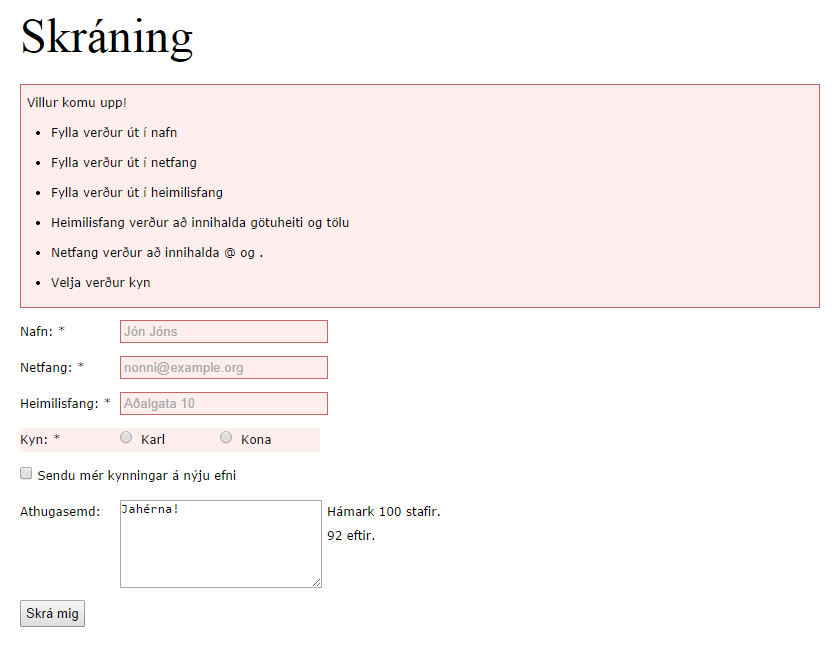 Skráning
Villur komu upp!
• Fylla verður út í nafn
• Fylla verður út í netfang
• Fylla verður út í heimilisfang
• Heimilisfang verður að innihalda götuheiti og tölu
• Netfang verður að innihalda @ og .
• Velja verður kyn
Nafn: * Jón Jóns
Netfang: * nonni@example.org
Heimilisfang: * Aðalgata 10
Kyn: * Karl Kona
Sendu mér kynningar á nýju efni
Athugasemd: Jahérna! Hámark 100 stafir.
92 eftir.
Skrá mig